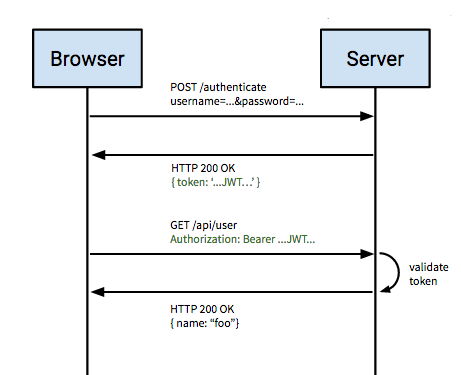 Browser
Server
POST /authenticate
username=...&password=...
HTTP 200 OK
{ token: ‘...JWT...’ }
GET /api/user
Authorization: Bearer ...JWT...
validate
token
HTTP 200 OK
{ name: “foo”}